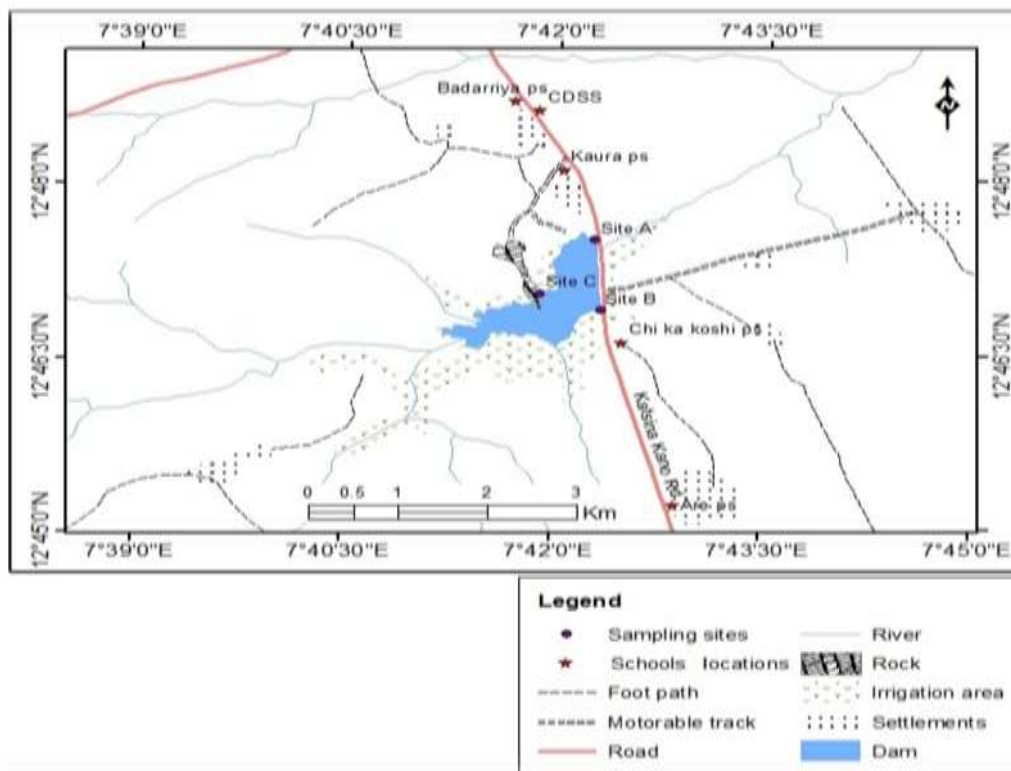 7°39'0"E 7°40'30"E 7°42'0"E 7°43'30"E
Badarriya ps
CDSS
Kaura ps
12°48'0"N 12°48'0"N
Site A
Site C
Site B
Chi ka koshi ps
12°46'30"N 12°46'30"N
Katsina Kano Rd
Are ps
0 0.5 1 2 3
Km
12°45'0"N 12°45'0"N
7°39'0"E 7°40'30"E 7°42'0"E 7°43'30"E 7°45'0"E
N
Legend
Sampling sites
River
Schools locations
Rock
Foot path
Irrigation area
Motorable track
Settlements
Road
Dam